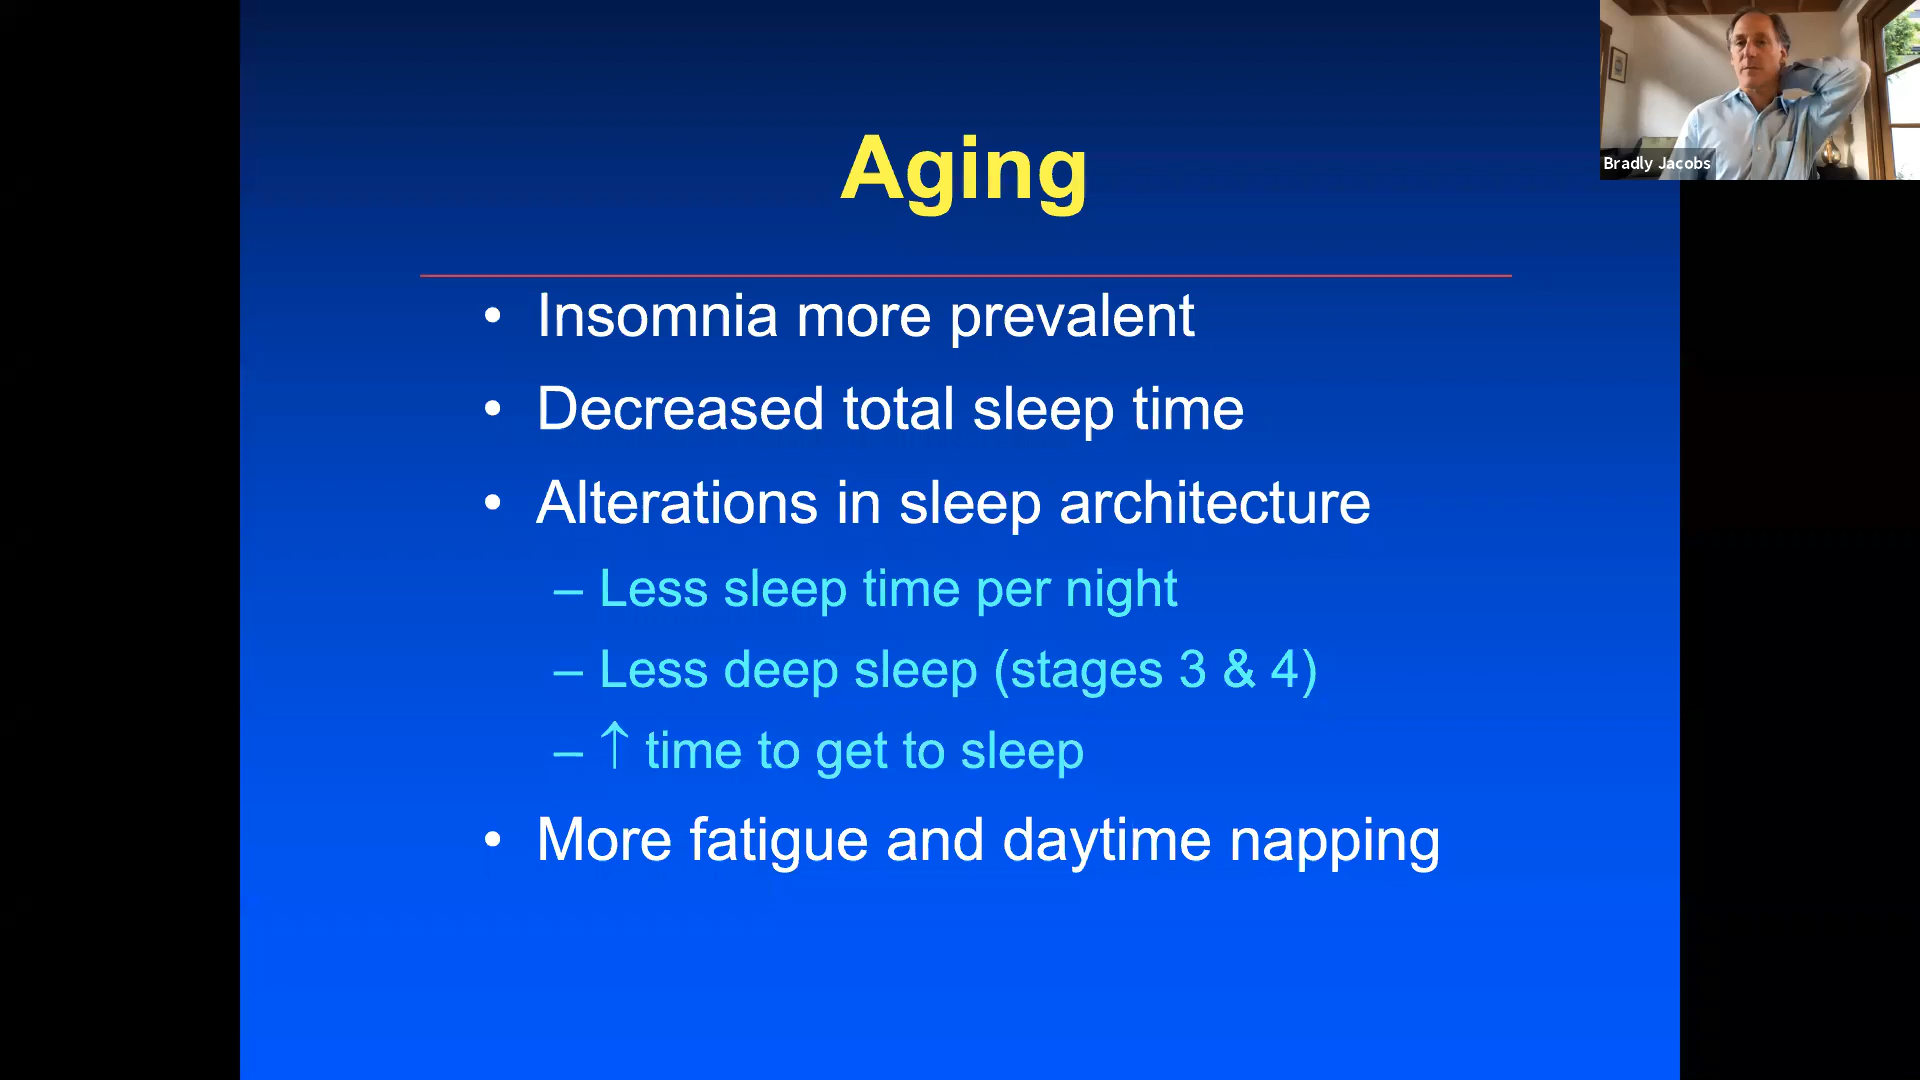 Aging
• Insomnia more prevalent
• Decreased total sleep time
• Alterations in sleep architecture
– Less sleep time per night
– Less deep sleep (stages 3 & 4)
– ↑ time to get to sleep
• More fatigue and daytime napping
Bradly Jacobs